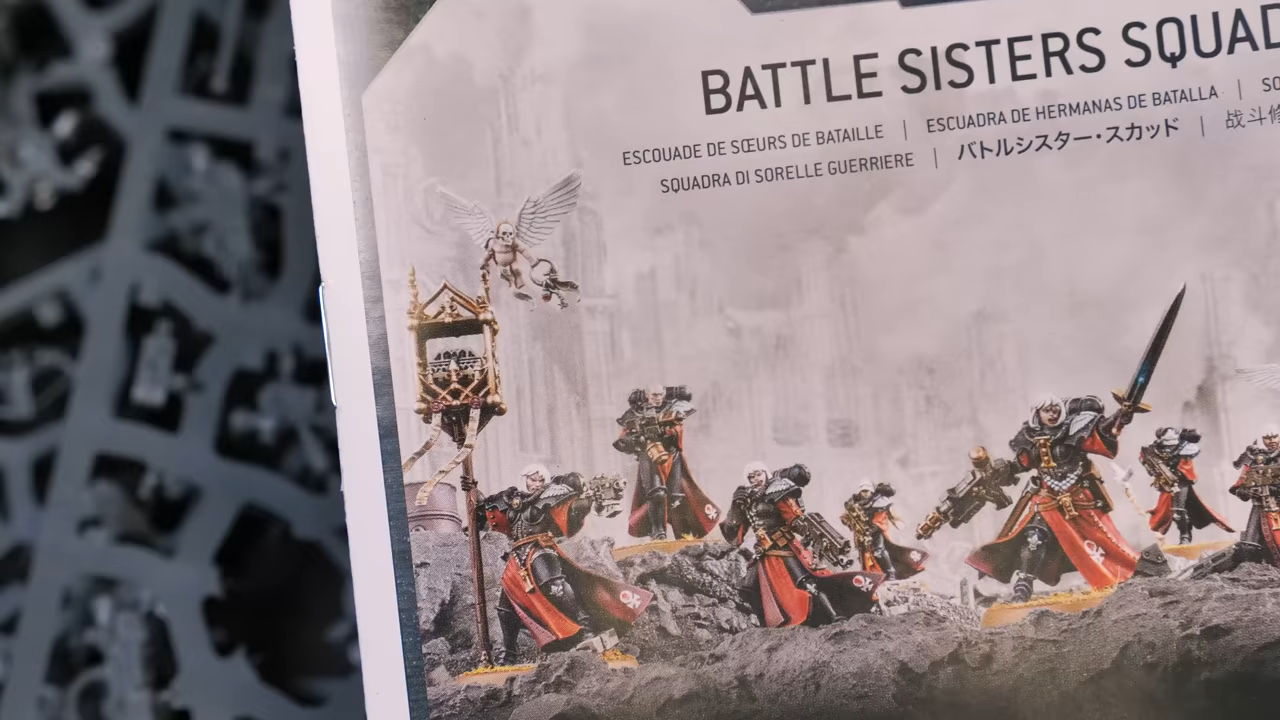 BATTLE SISTERS SQUAD
ESCOUADE DE SŒURS DE BATAILLE | ESCUADRA DE HERMANAS DE BATALLA |
SQUADRA DI SORELLE GUERRIERE | バトルシスター・スカッド | 战斗修